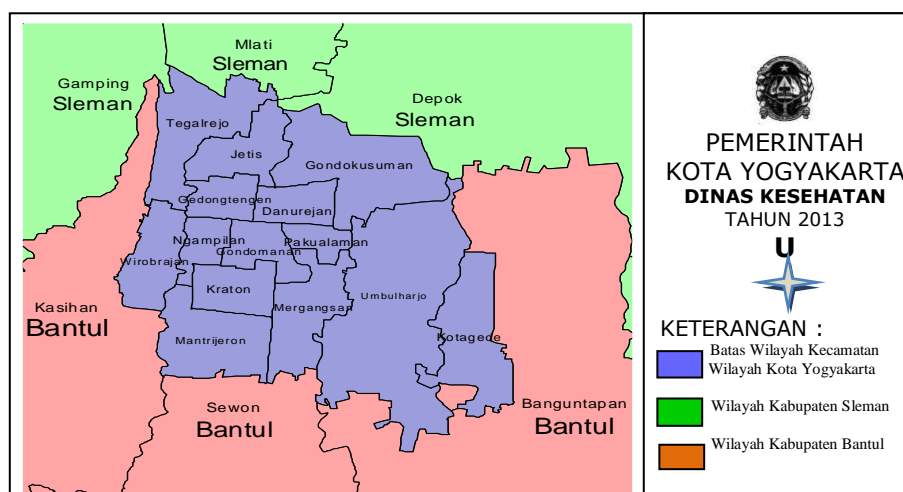 Mlati
Sleman
Gamping
Sleman
Depok
Sleman
Tegalrejo
Jetis
Gondokusuman
Gedongtengen
Danurejan
Ngampilan
Gondomanan
Pakualaman
Wirobrajan
Kraton
Umbulharjo
Kasihan
Bantul
Mergangsan
Mantrijeron
Kotagede
Sewon
Bantul
Banguntapan
Bantul
PEMERINTAH
KOTA YOGYAKARTA
DINAS KESEHATAN
TAHUN 2013
U
KETERANGAN :
Batas Wilayah Kecamatan
Wilayah Kota Yogyakarta
Wilayah Kabupaten Sleman
Wilayah Kabupaten Bantul